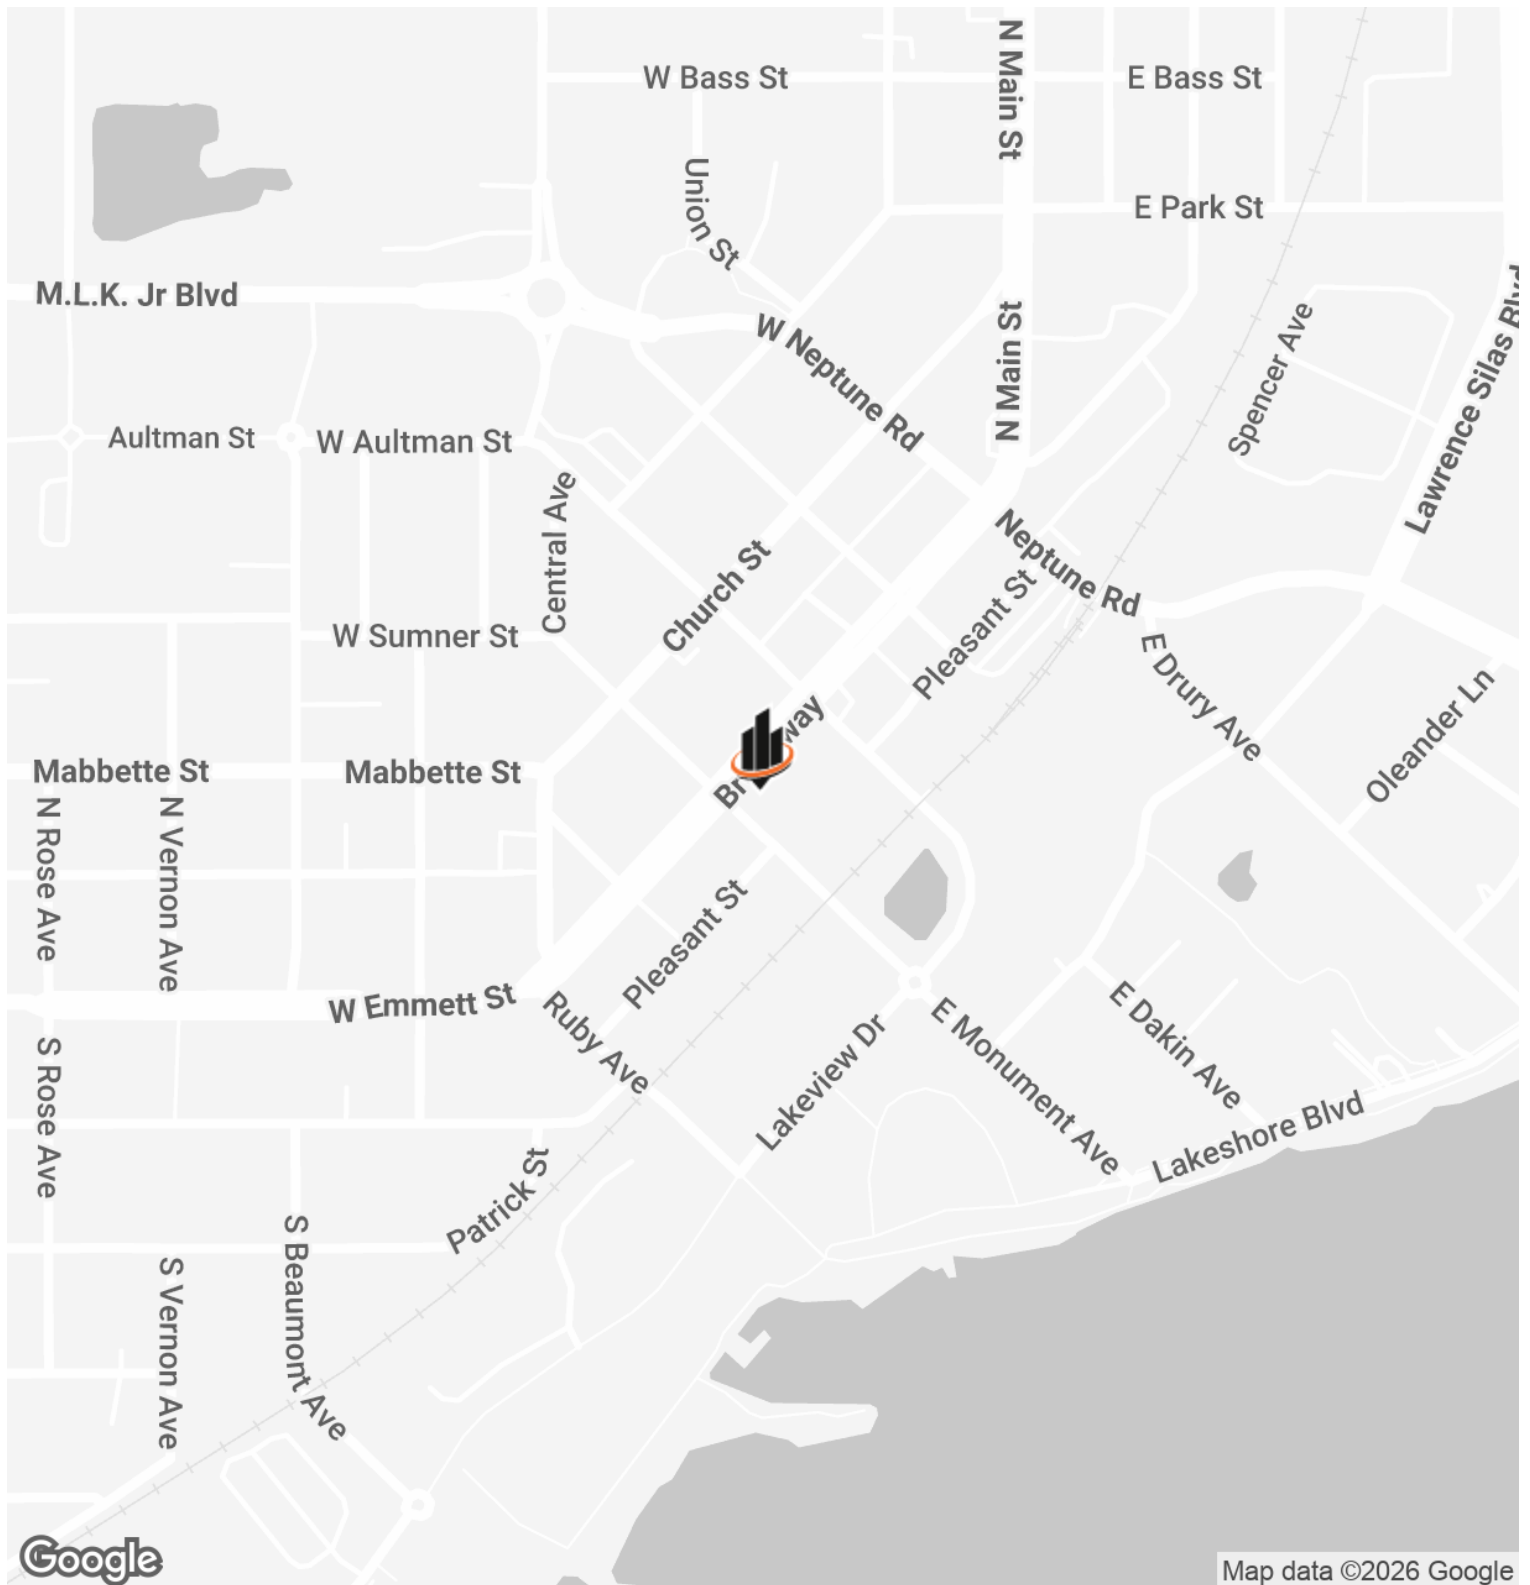 W Bass St
E Bass St
N Main St
Union St
E Park St
M.L.K. Jr Blvd
W Neptune Rd
N Main St
Spencer Ave
Lawrence Silas Blvd
Aultman St
W Aultman St
Central Ave
Church St
Neptune Rd
Pleasant St
W Sumner St
E Drury Ave
Oleander Ln
Mabbette St
Mabbette St
N Rose Ave
N Vernon Ave
Pleasant St
W Emmett St
Ruby Ave
Lakeview Dr
E Monument Ave
E Dakin Ave
Lakeshore Blvd
S Rose Ave
Patrick St
S Vernon Ave
S Beaumont Ave
Google
Map data ©2026 Google